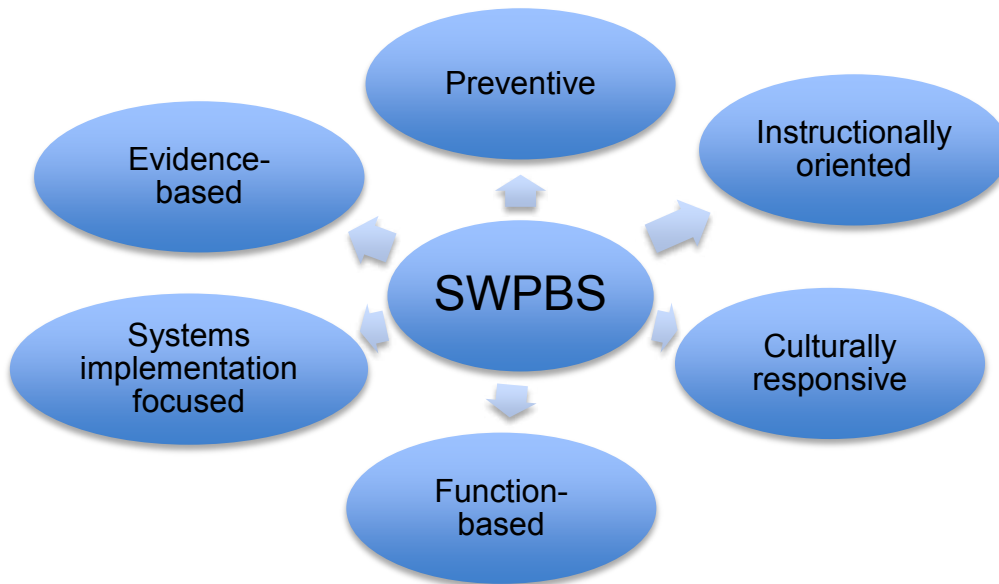 Preventive
Instructionally
oriented
Evidence-
based
SWPBS
Systems
implementation
focused
Culturally
responsive
Function-
based